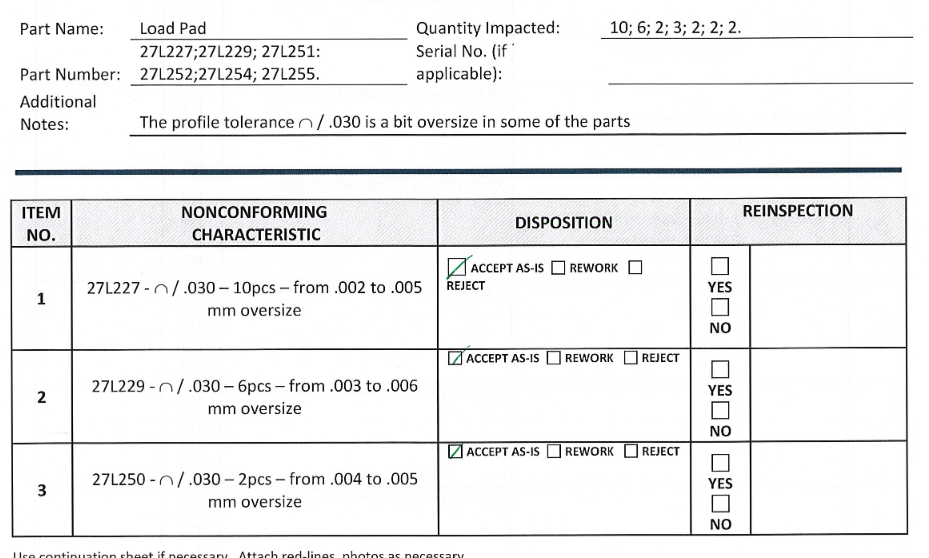 Part Name: Load Pad Quantity Impacted: 10; 6; 2; 3; 2; 2; 2.
27L227;27L229; 27L251: Serial No. (if
Part Number: 27L252;27L254; 27L255. applicable):
Additional
Notes: The profile tolerance ⌒ / .030 is a bit oversize in some of the parts
ITEM NO. NONCONFORMING CHARACTERISTIC DISPOSITION REINSPECTION
1
27L227 - ⌒ / .030 – 10pcs – from .002 to .005
mm oversize
ACCEPT AS-IS REWORK
REJECT
YES
NO
2
27L229 - ⌒ / .030 – 6pcs – from .003 to .006
mm oversize
ACCEPT AS-IS REWORK REJECT
YES
NO
3
27L250 - ⌒ / .030 – 2pcs – from .004 to .005
mm oversize
ACCEPT AS-IS REWORK REJECT
YES
NO
Use continuation sheet if necessary. Attach red-lines, photos as necessary